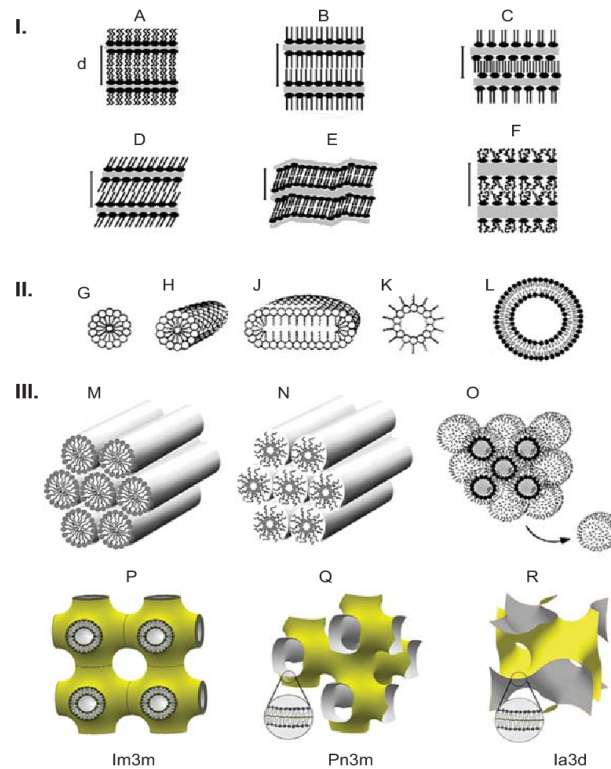 I.
A B C
d
D E F
II.
G H J K L
III.
M N O
P Q R
Im3m Pn3m Ia3d